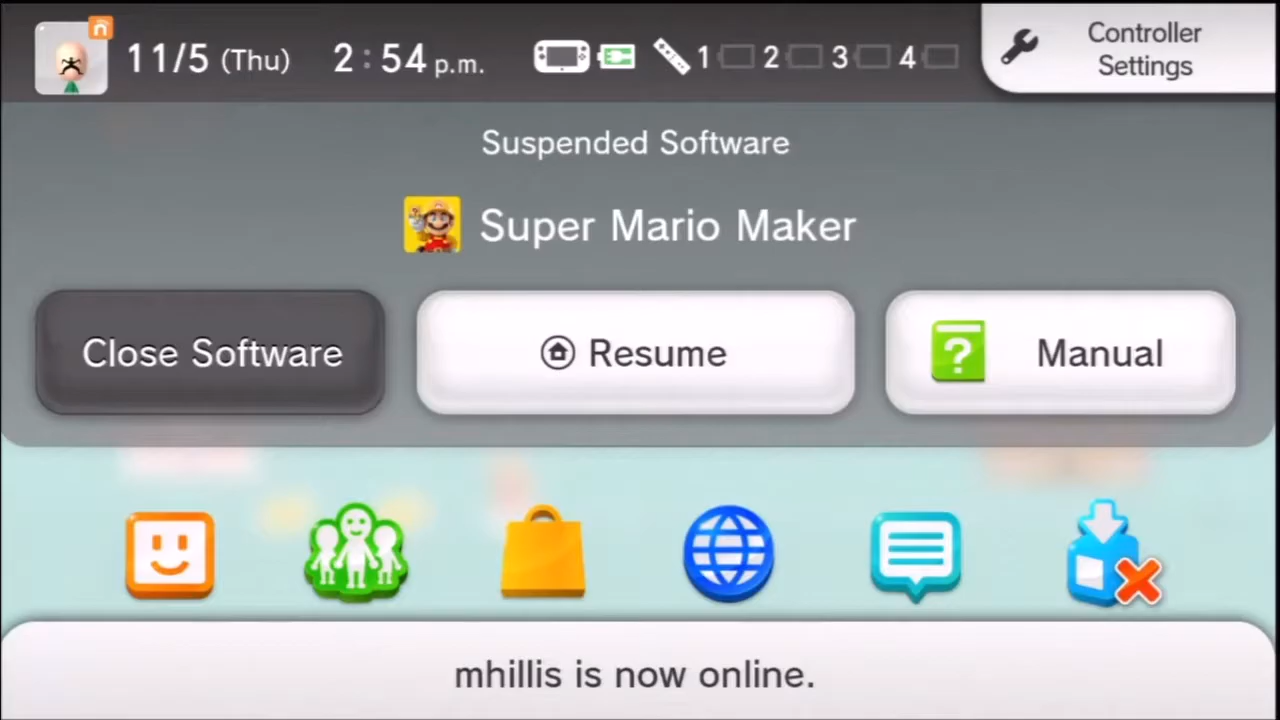 11/5 (Thu) 2:54 p.m. 1 2 3 4
Controller
Settings
Suspended Software
Super Mario Maker
Close Software
Resume
? Manual
mhillis is now online.